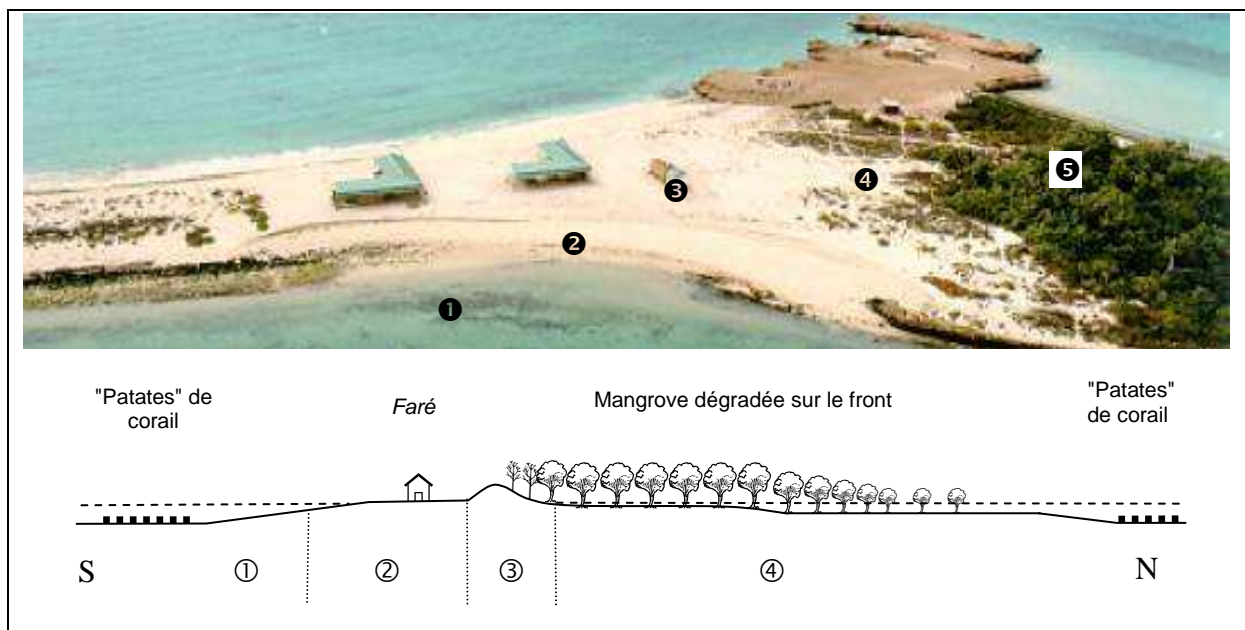 ❶
❷
❸
❹
❺
"Patates" de
corail
Faré
Mangrove dégradée sur le front
"Patates"
de corail
S
①
②
③
④
N